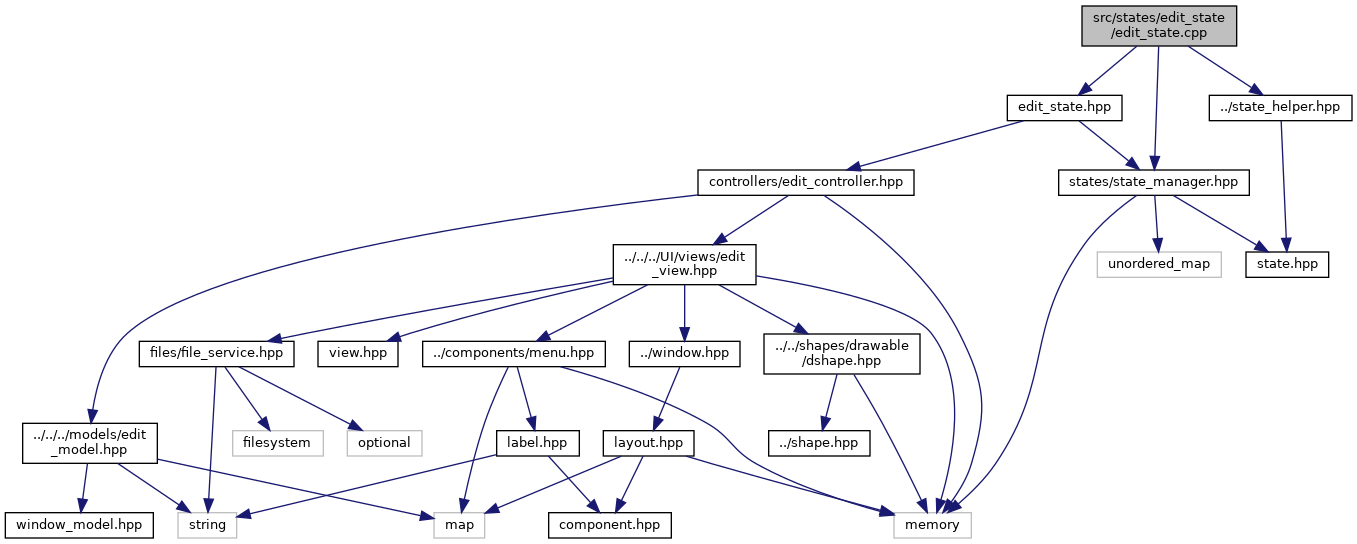 src/states/edit_state
/edit_state.cpp
edit_state.hpp
../state_helper.hpp
controllers/edit_controller.hpp
states/state_manager.hpp
../../../UI/views/edit
_view.hpp
unordered_map
state.hpp
files/file_service.hpp
view.hpp
../components/menu.hpp
../window.hpp
../../shapes/drawable
/dshape.hpp
../../../models/edit
_model.hpp
filesystem
optional
label.hpp
layout.hpp
../shape.hpp
window_model.hpp
string
map
component.hpp
memory